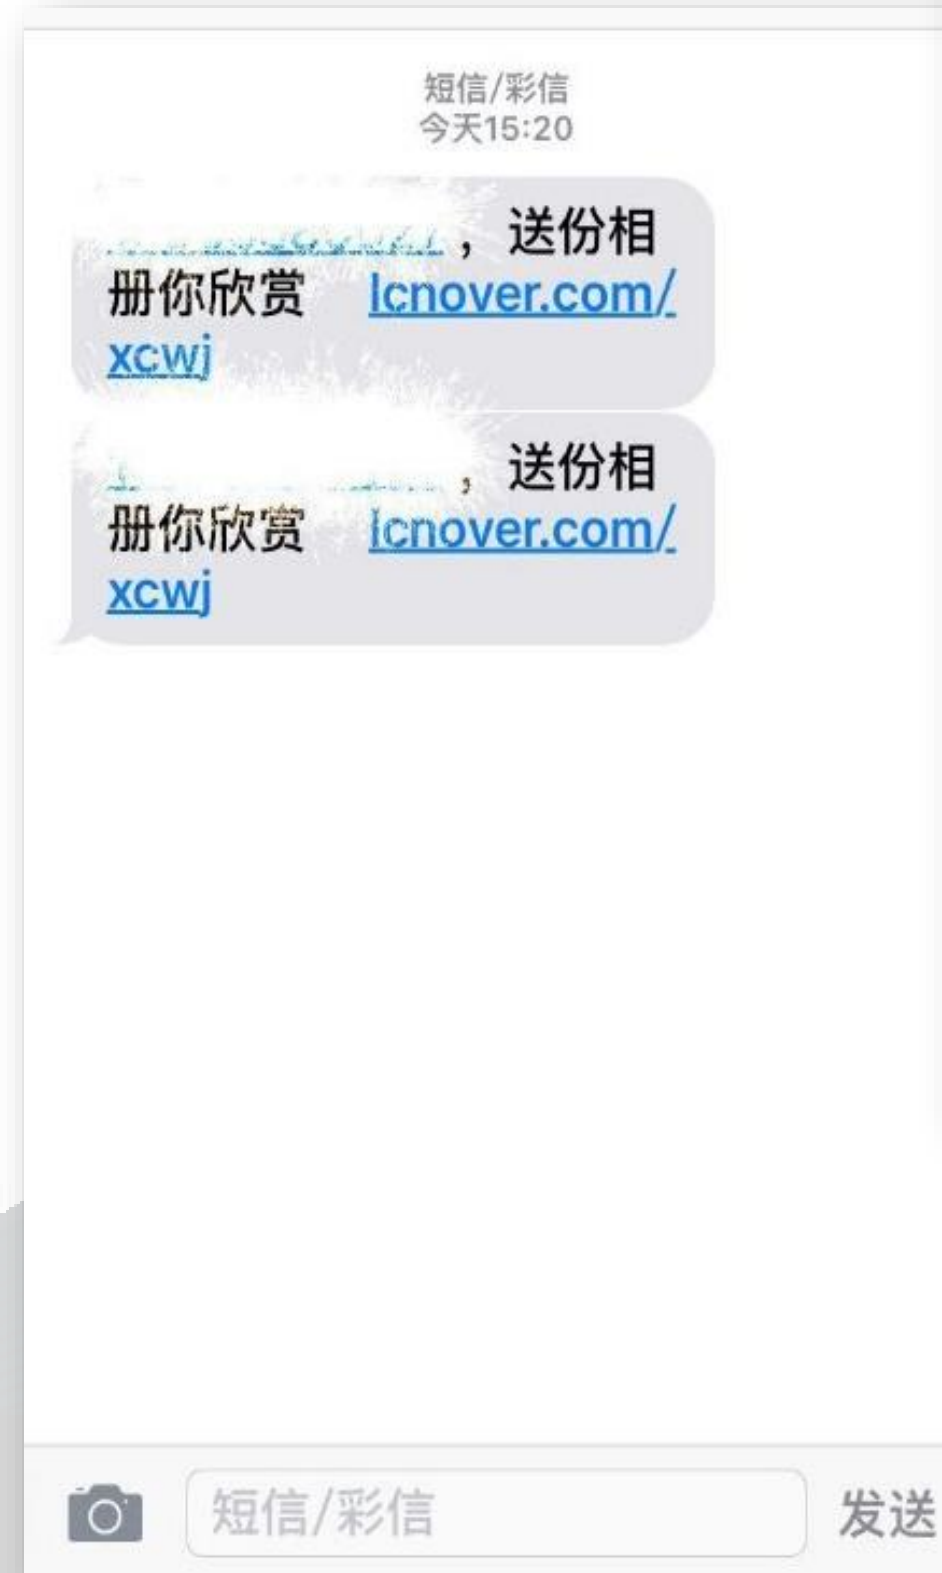 短信/彩信
今天15:20
，送份相
册你欣赏 lcnover.com/
xcwj
，送份相
册你欣赏 lcnover.com/
xcwj
短信/彩信
发送